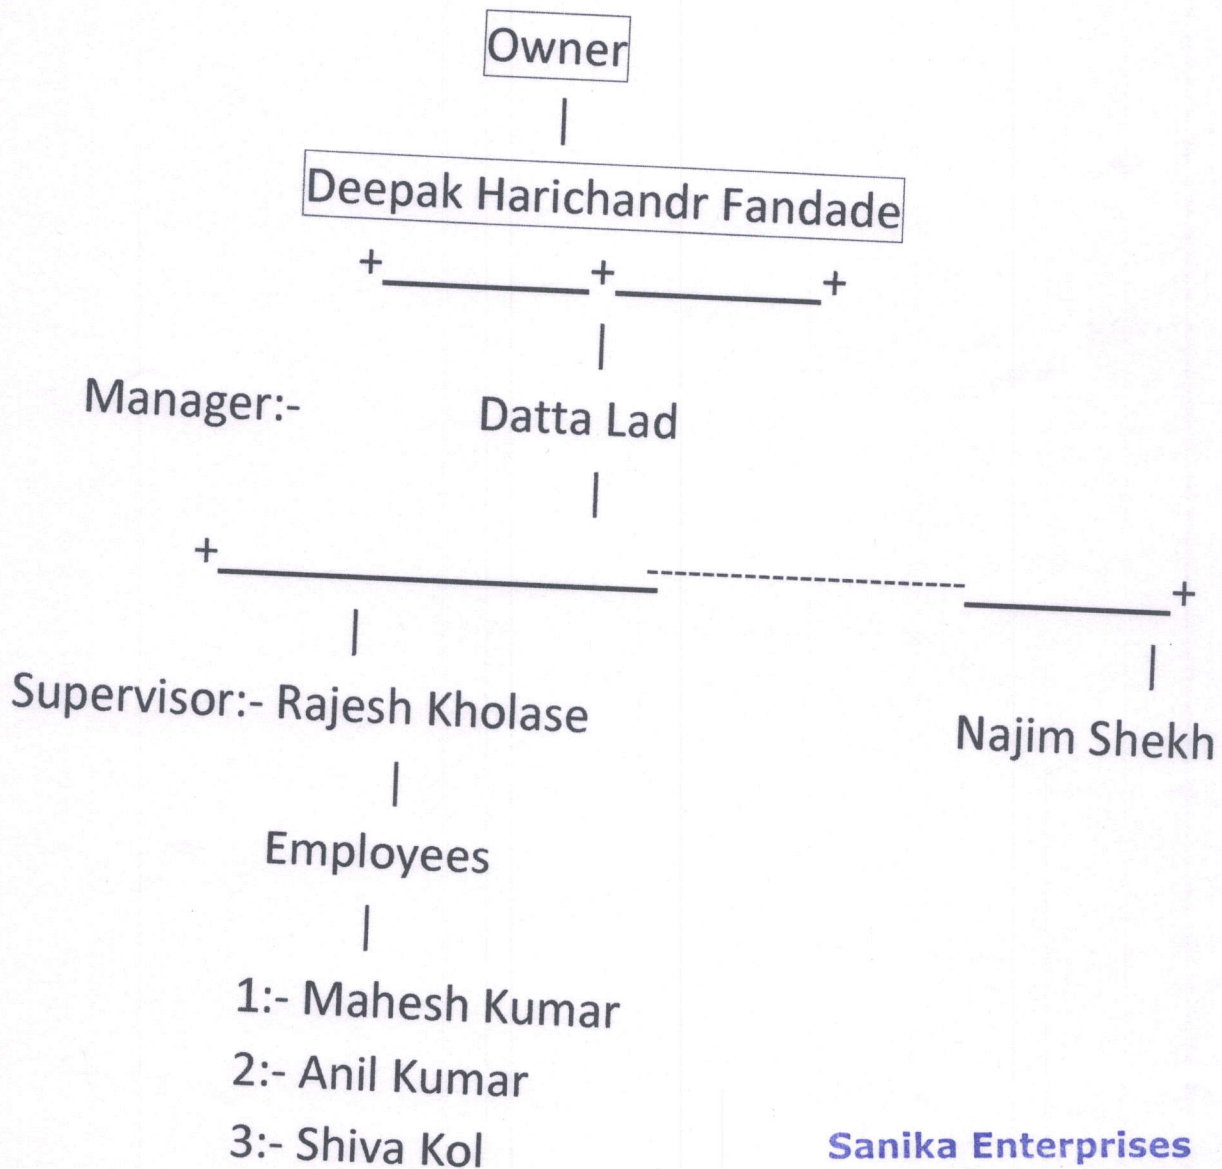 Owner
Deepak Harichandr Fandade
Manager:- Datta Lad
Supervisor:- Rajesh Kholase Najim Shekh
Employees
1:- Mahesh Kumar
2:- Anil Kumar
3:- Shiva Kol
Sanika Enterprises